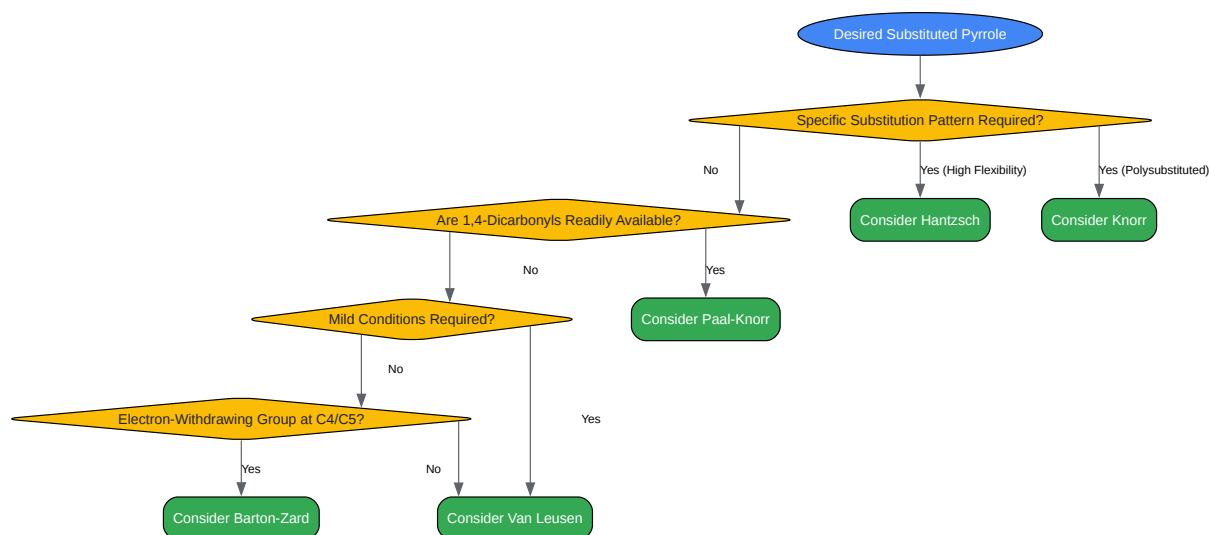 Desired Substituted Pyrrole
Specific Substitution Pattern Required?
No
Yes (High Flexibility)
Yes (Polysubstituted)
Are 1,4-Dicarbonyls Readily Available?
Consider Hantzsch
Consider Knorr
No
Yes
Mild Conditions Required?
Consider Paal-Knorr
No
Yes
Electron-Withdrawing Group at C4/C5?
Yes
No
Consider Barton-Zard
Consider Van Leusen